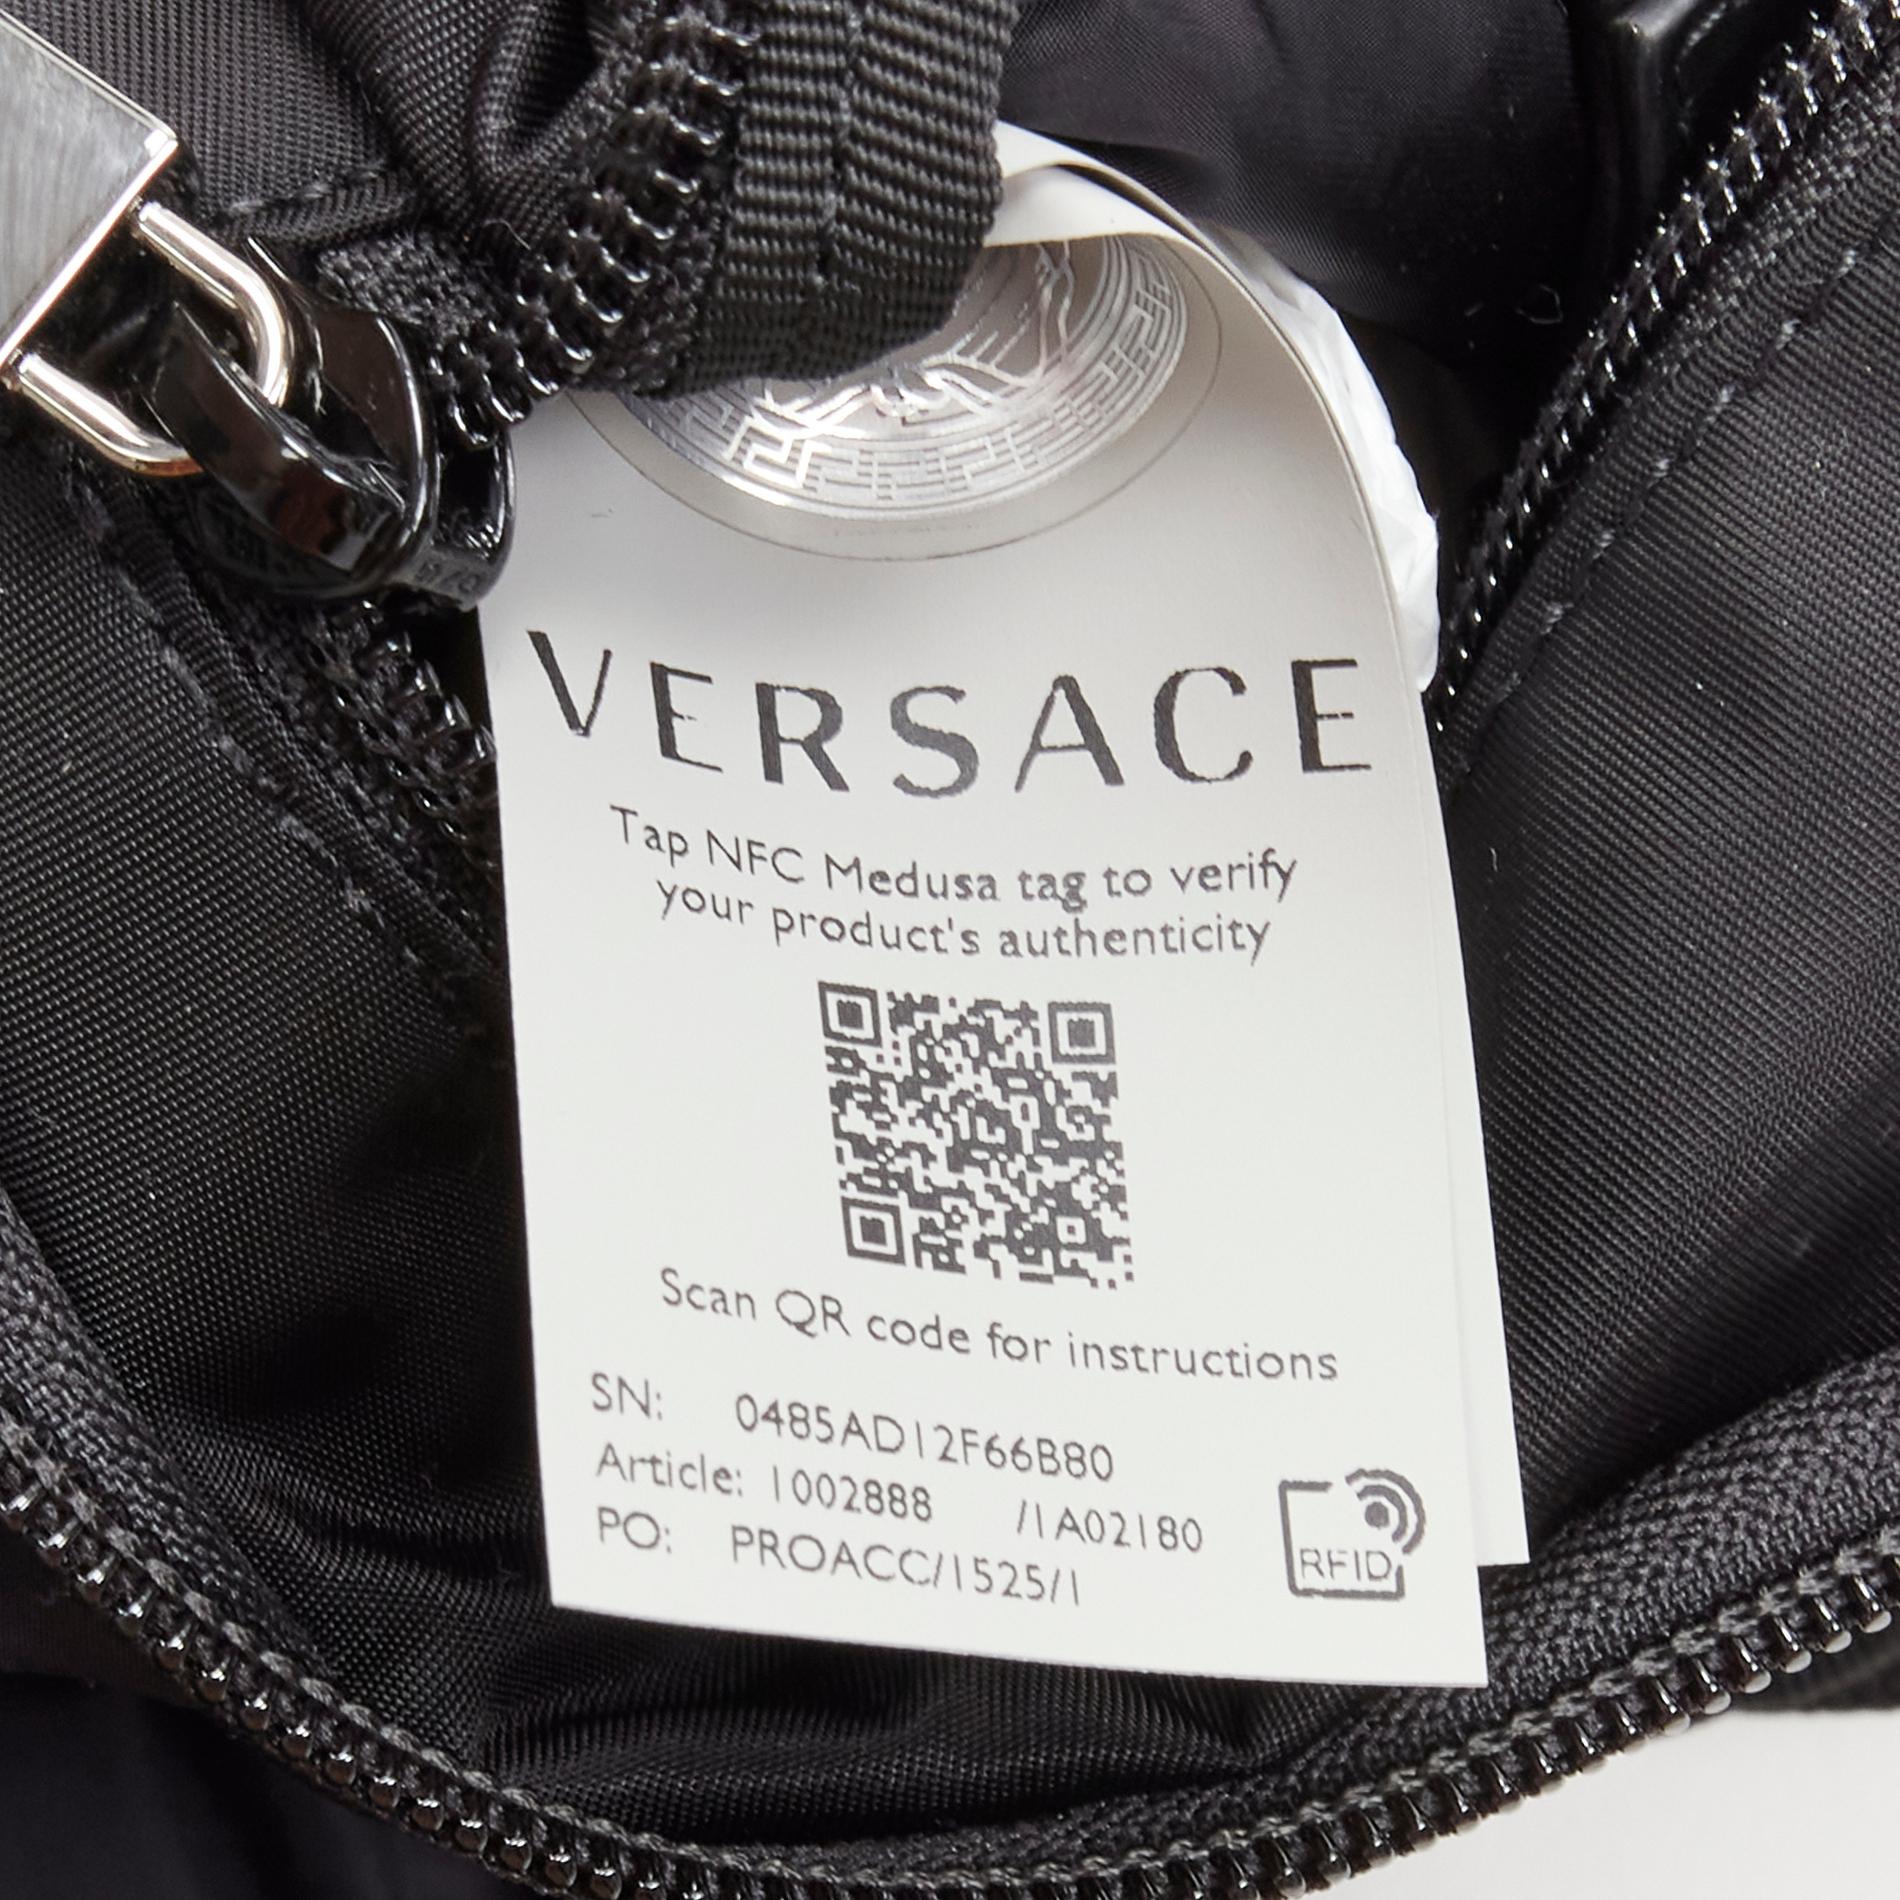 VERSACE
Tap NFC Medusa tag to verify
your product's authenticity
Scan QR code for instructions
SN: 0485AD12F66B80
Article: 1002888 /1A02180
PO: PROACC/1525/1
RFID